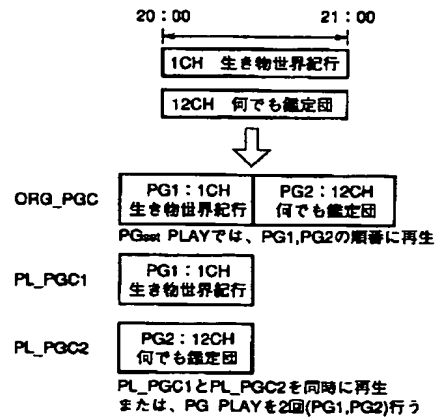 20：00 21：00
1CH 生き物世界紀行
12CH 何でも鑑定団
ORG_PGC
PG1：1CH
生き物世界紀行
PG2：12CH
何でも鑑定団
PGset PLAYでは、PG1,PG2の順番に再生
PL_PGC1
PG1：1CH
生き物世界紀行
PL_PGC2
PG2：12CH
何でも鑑定団
PL_PGC1とPL_PGC2を同時に再生
または、PG PLAYを2回(PG1,PG2)行う